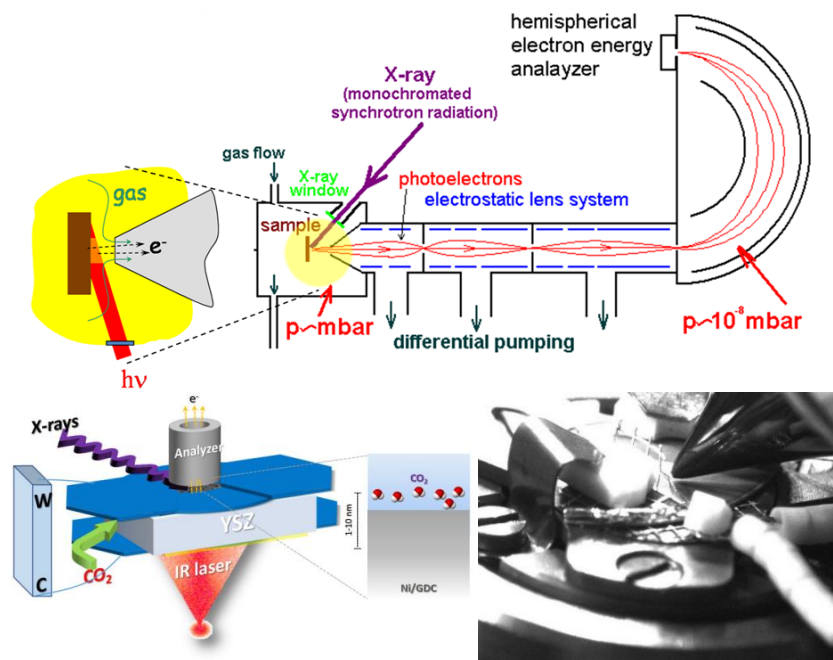 hemispherical
electron energy
analayzer
X-ray
(monochromated
synchrotron radiation)
gas flow
X-ray
window
photoelectrons
electrostatic lens system
sample
gas
e⁻
p~mbar
p~10⁻⁸mbar
differential pumping
hν
e⁻
X-rays
Analyzer
W
YSZ
CO₂
1-10 nm
CO₂
IR laser
C
Ni/GDC